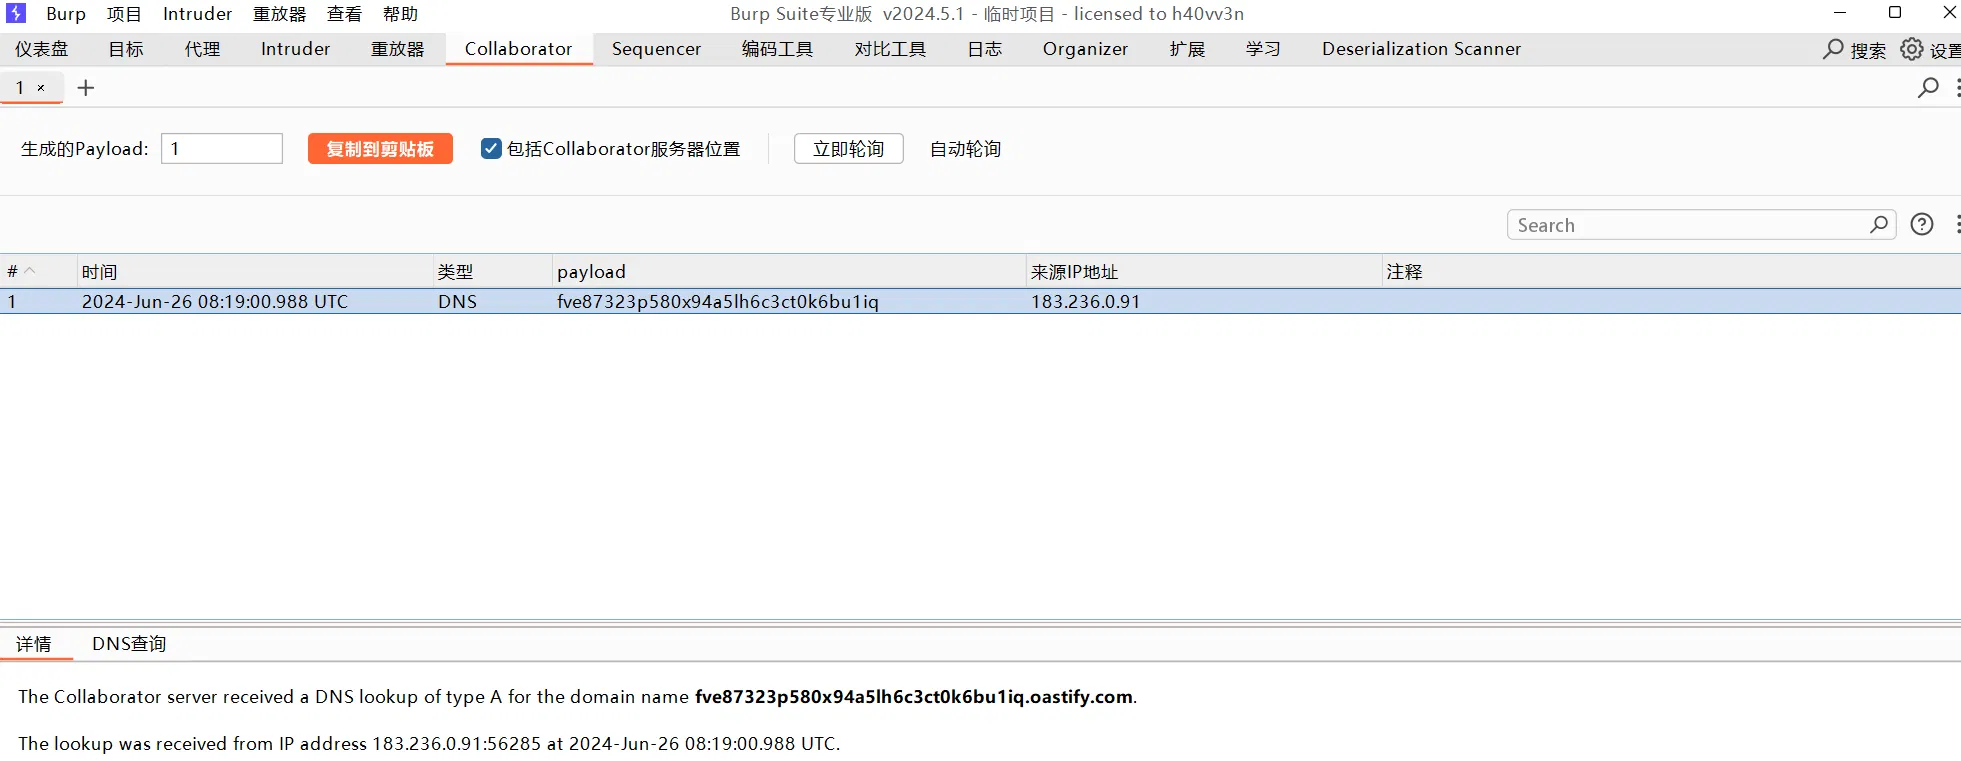 Burp 项目 Intruder 重放器 查看 帮助 Burp Suite专业版 v2024.5.1 - 临时项目 - licensed to h40vv3n
仪表盘 目标 代理 Intruder 重放器 Collaborator Sequencer 编码工具 对比工具 日志 Organizer 扩展 学习 Deserialization Scanner 搜索 设置
1 × +
生成的Payload: 1 复制到剪贴板 包括Collaborator服务器位置 立即轮询 自动轮询
Search
# 时间 类型 payload 来源IP地址 注释
1 2024-Jun-26 08:19:00.988 UTC DNS fve87323p580x94a5lh6c3ct0k6bu1iq 183.236.0.91
详情 DNS查询
The Collaborator server received a DNS lookup of type A for the domain name fve87323p580x94a5lh6c3ct0k6bu1iq.oastify.com.
The lookup was received from IP address 183.236.0.91:56285 at 2024-Jun-26 08:19:00.988 UTC.